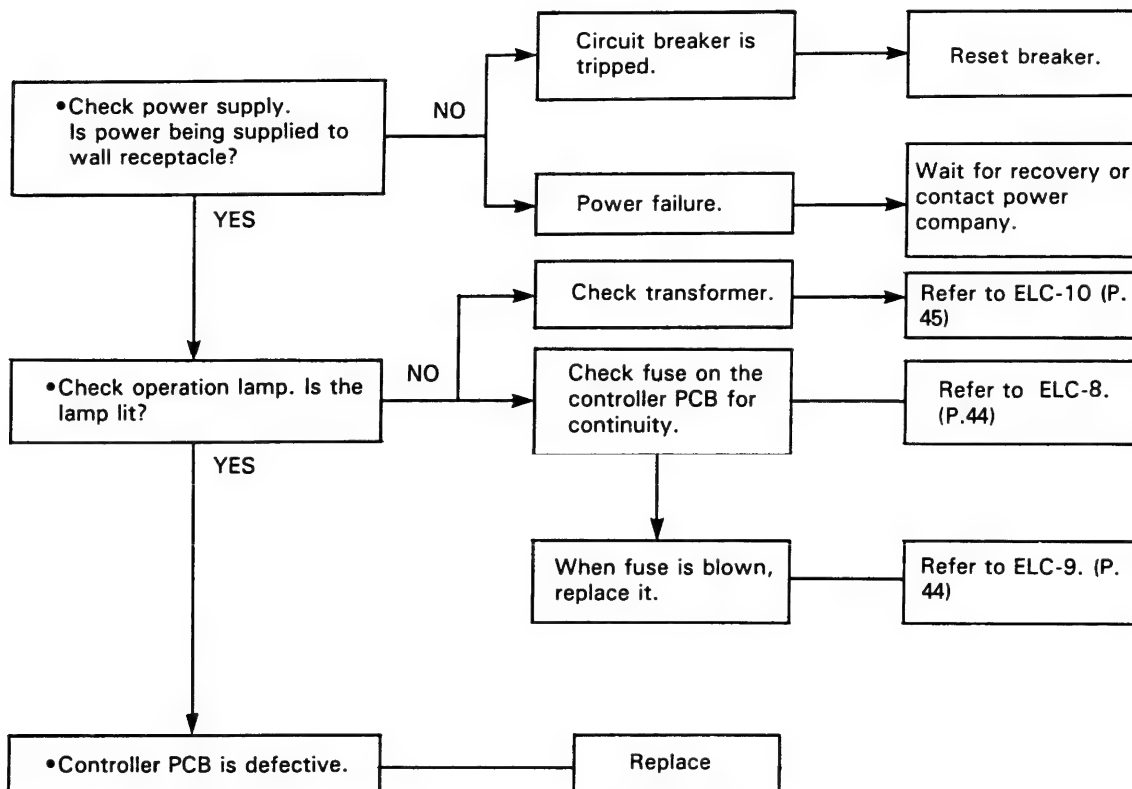 Circuit breaker is
tripped.
Reset breaker.
•Check power supply.
Is power being supplied to
wall receptacle?
NO
YES
Power failure.
Wait for recovery or
contact power
company.
Check transformer.
Refer to ELC-10 (P.
45)
•Check operation lamp. Is the
lamp lit?
NO
YES
Check fuse on the
controller PCB for
continuity.
Refer to ELC-8.
(P.44)
When fuse is blown,
replace it.
Refer to ELC-9. (P.
44)
•Controller PCB is defective.
Replace